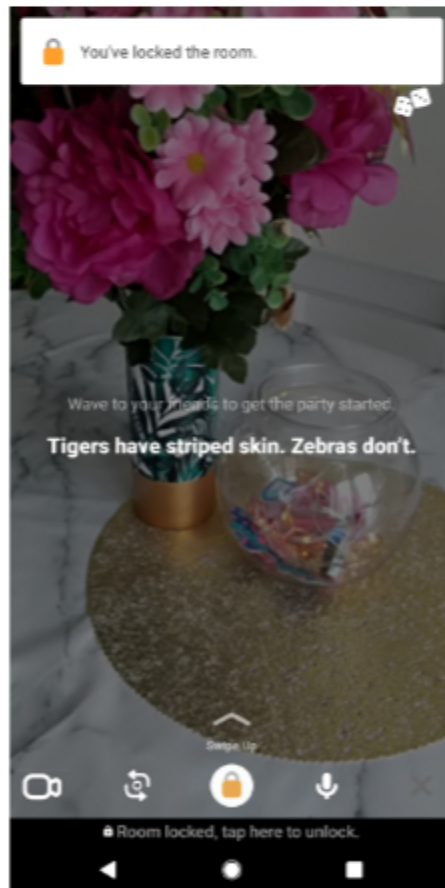 You've locked the room.
Wave to your friends to get the party started.
Tigers have striped skin. Zebras don't.
Swipe Up
Room locked, tap here to unlock.